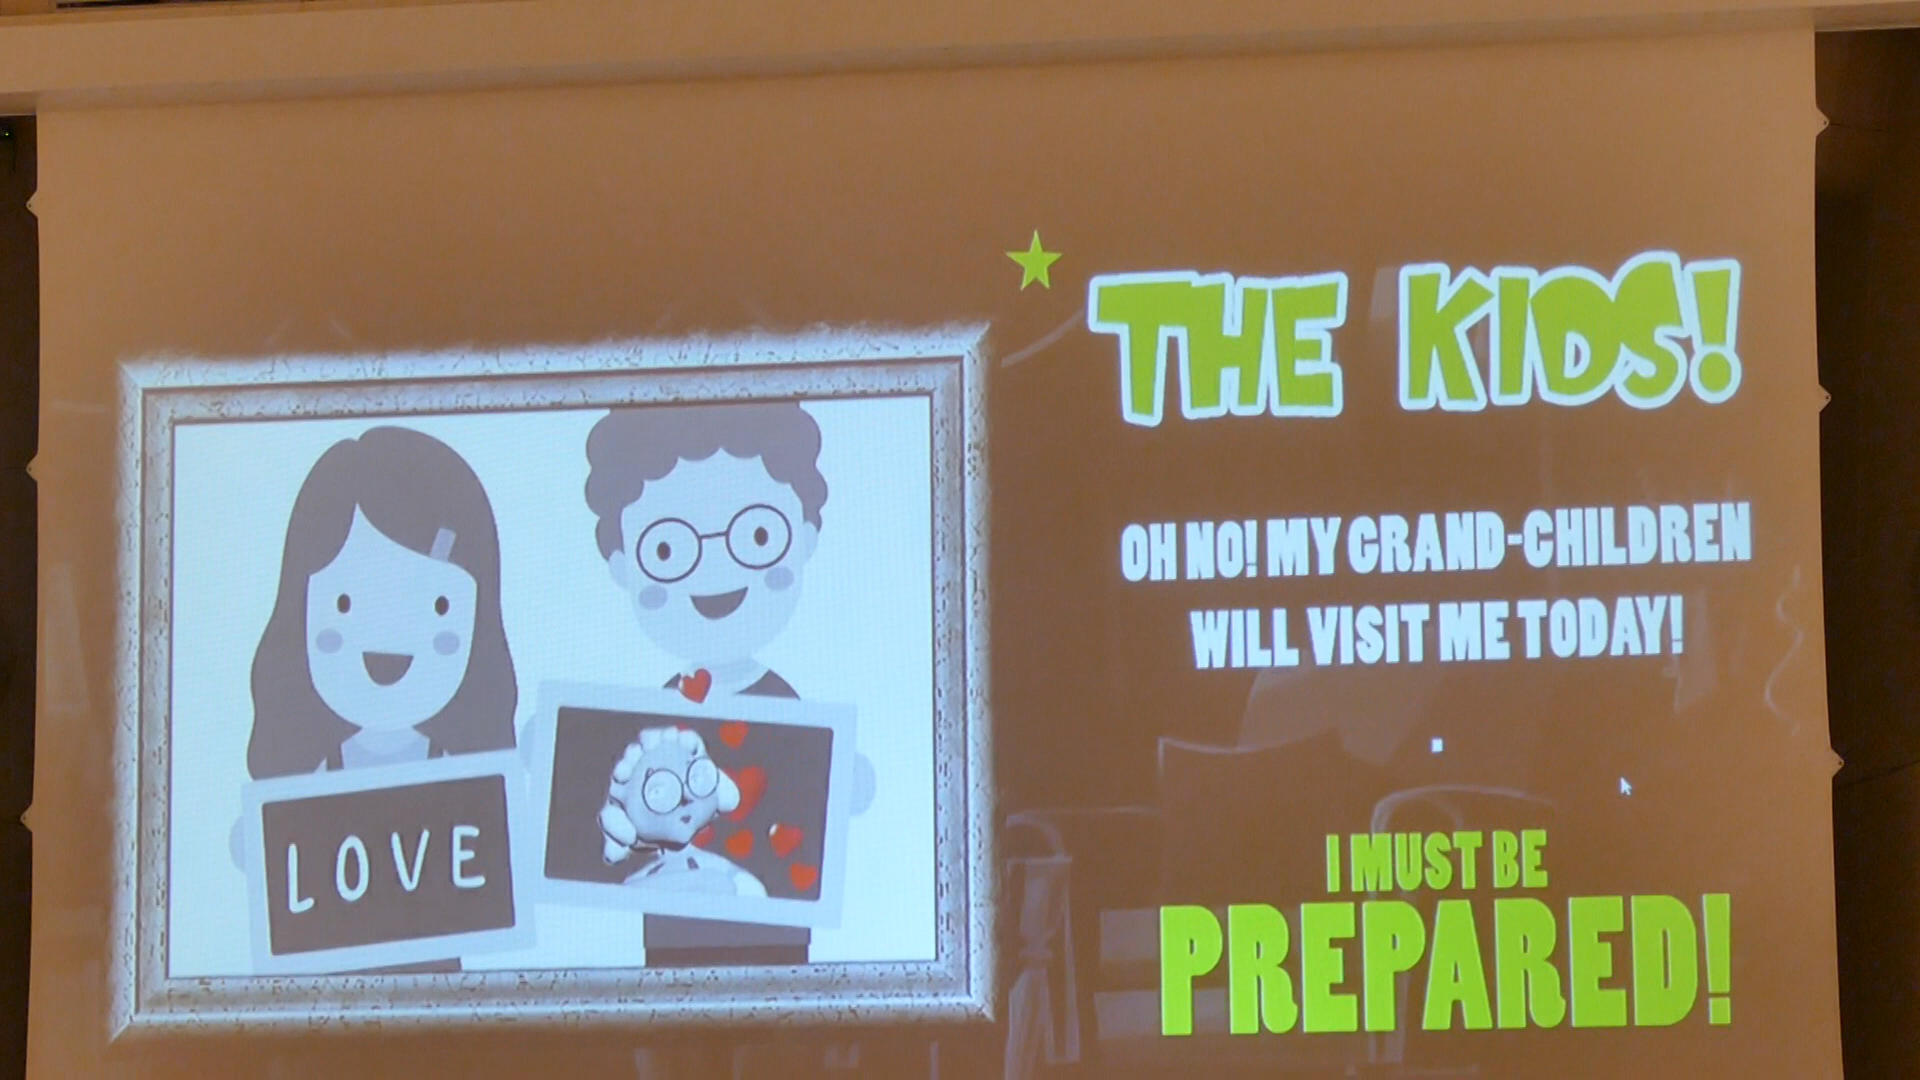 THE KIDS!
OH NO! MY GRAND-CHILDREN
WILL VISIT ME TODAY!
I MUST BE
PREPARED!
LOVE